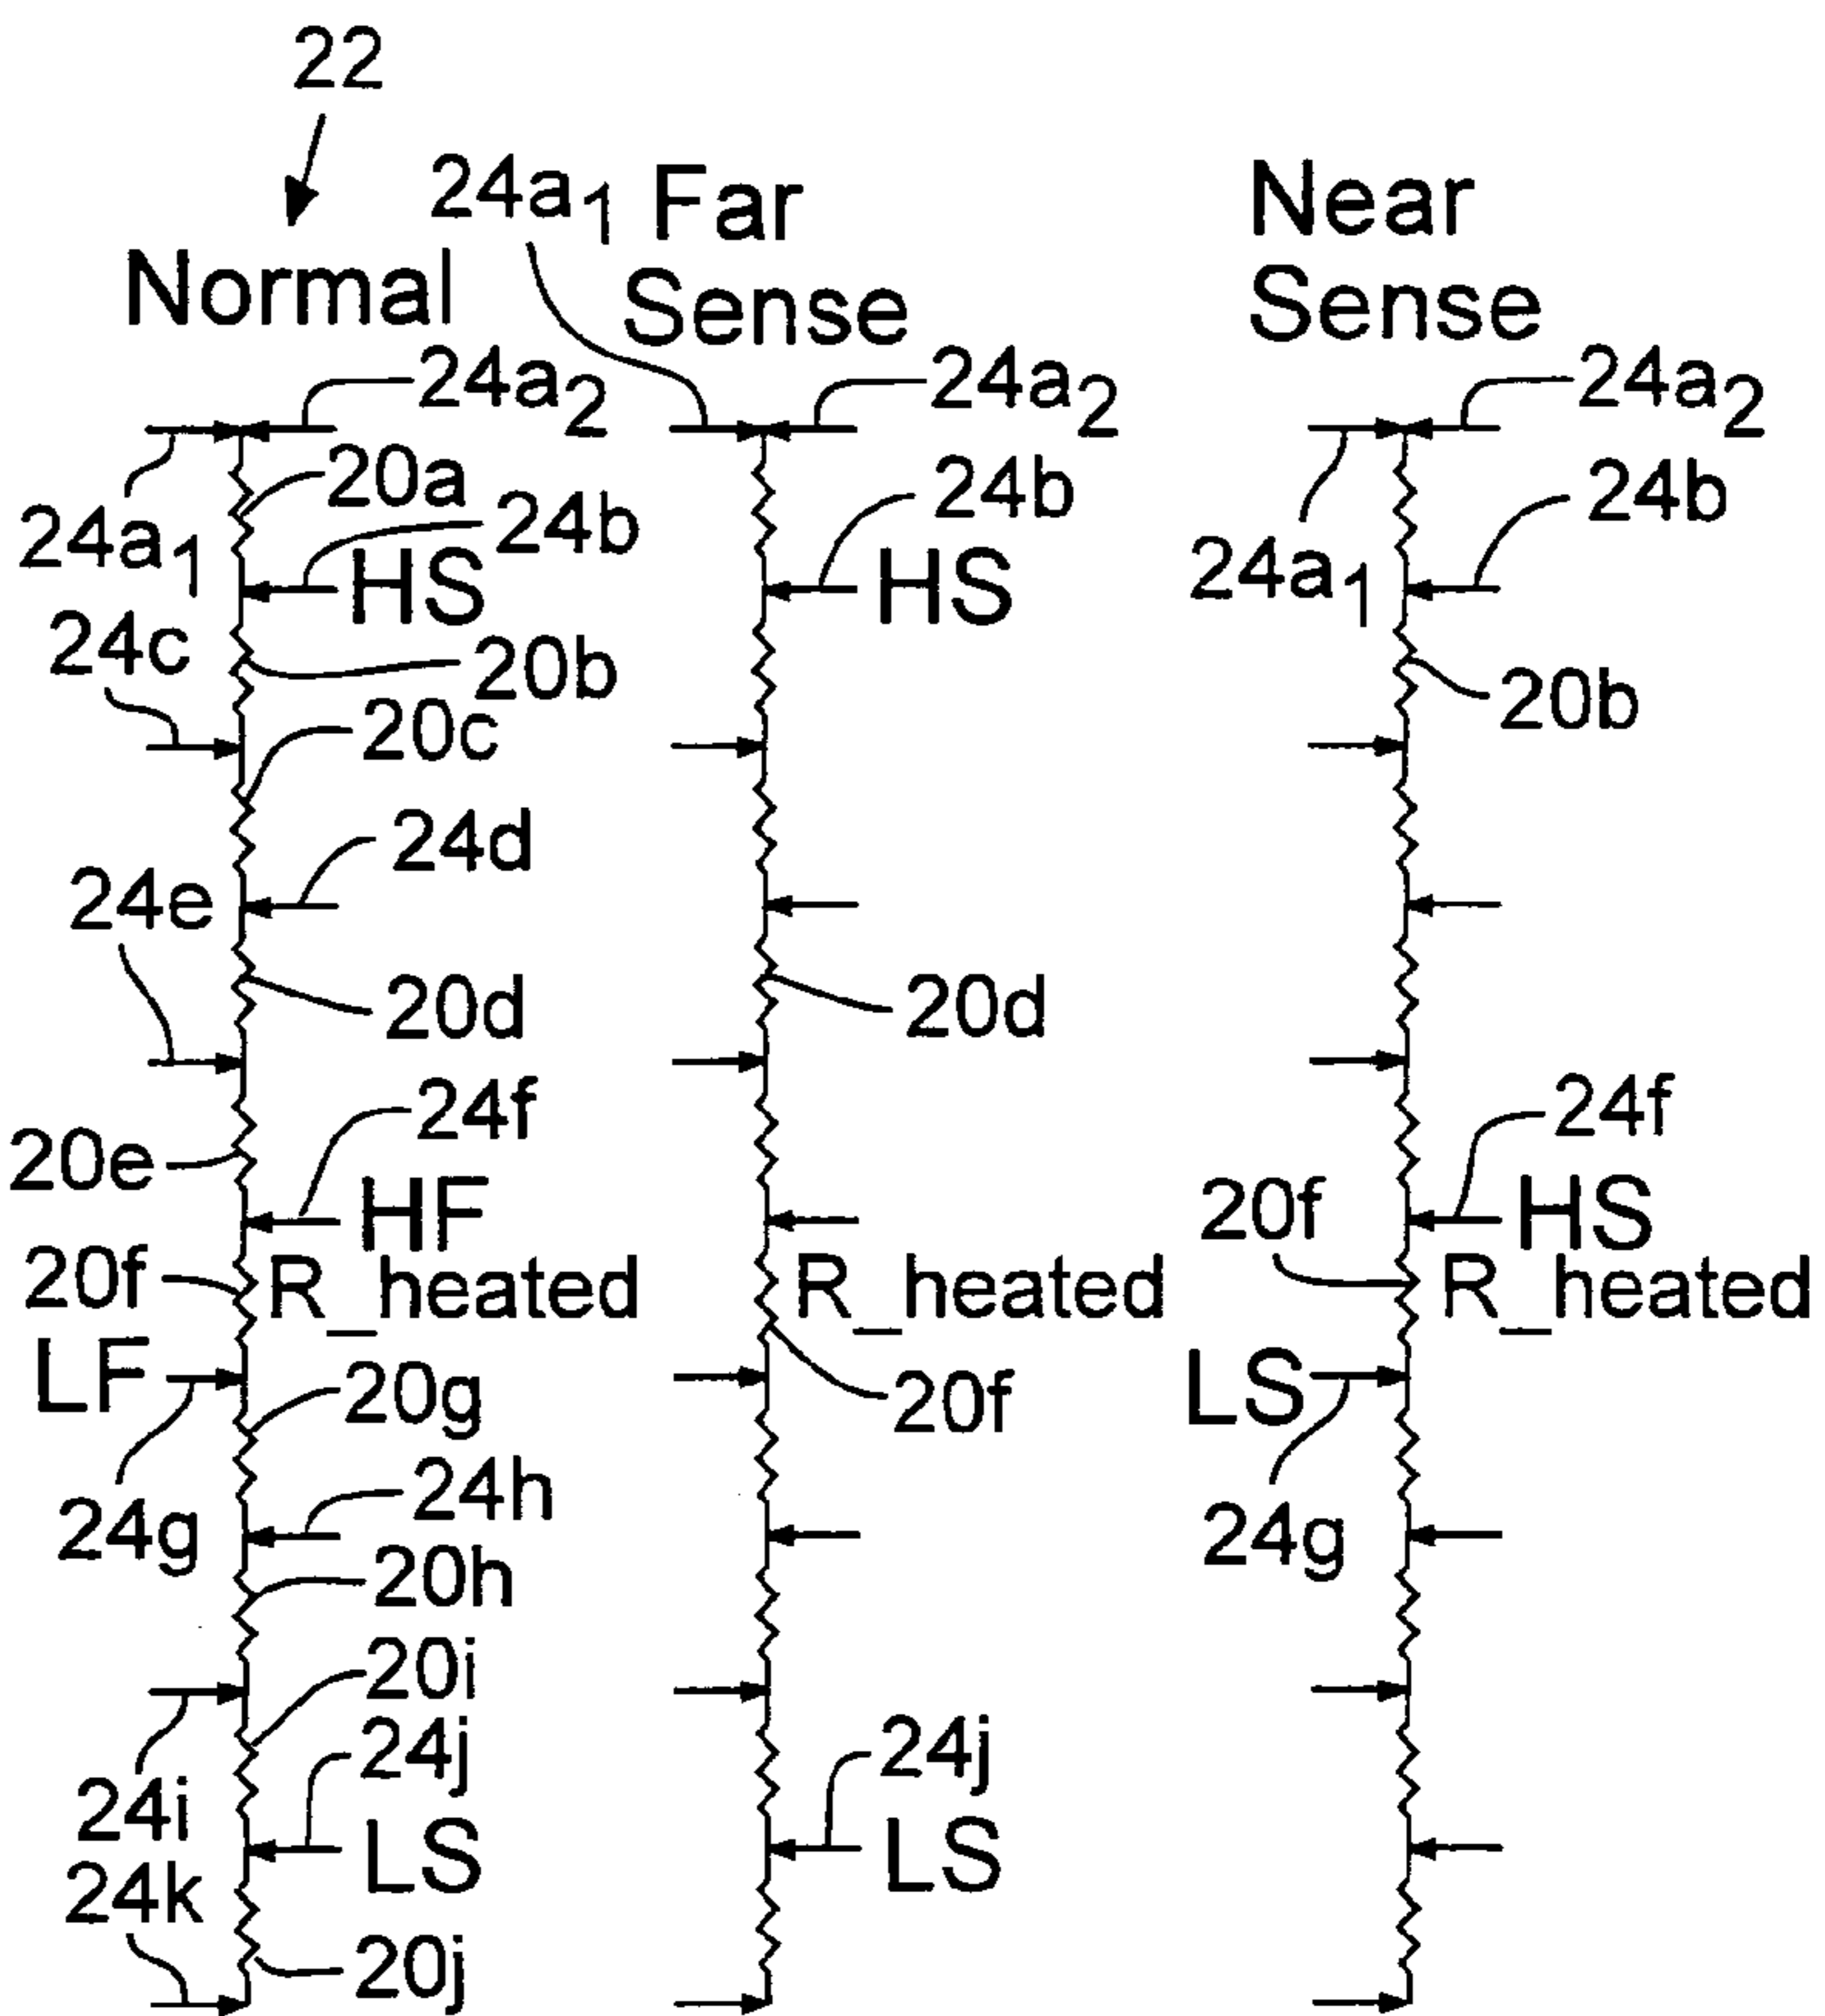 22
Normal
24a2
24a1
20a
24b
HS
24c
20b
20c
24d
24e
20d
24f
20e
HF
20f
R_heated
LF
20g
24g
24h
20h
20i
24j
24i
LS
24k
20j
24a1
Far
Sense
24a2
24b
HS
20d
R_heated
20f
24j
LS
Near
Sense
24a2
24b
24a1
20b
24f
20f
HS
R_heated
LS
24g